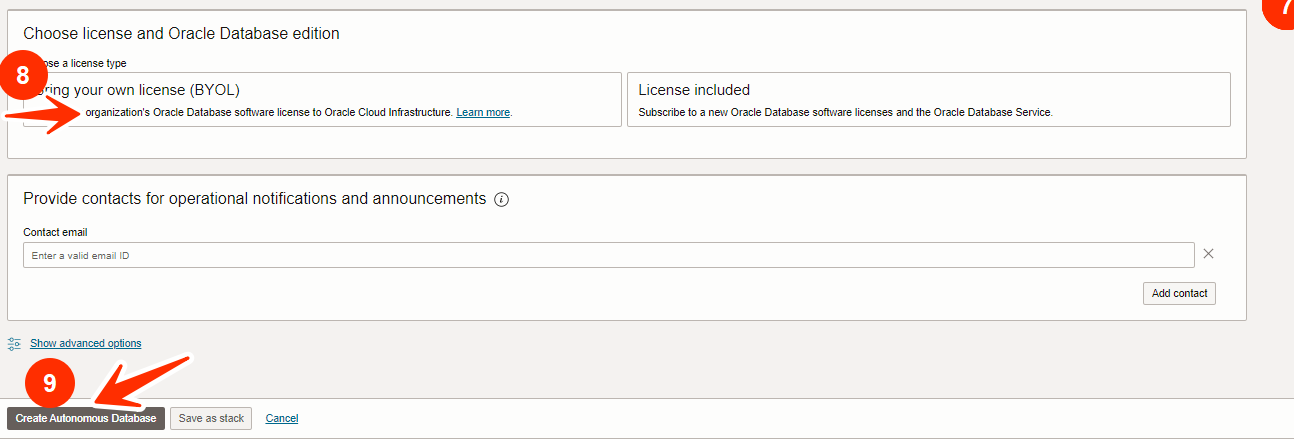 7
Choose license and Oracle Database edition
8
ose a license type
ring your own license (BYOL)
License included
organization's Oracle Database software license to Oracle Cloud Infrastructure. Learn more.
Subscribe to a new Oracle Database software licenses and the Oracle Database Service.
Provide contacts for operational notifications and announcements
Contact email
Enter a valid email ID
Add contact
Show advanced options
9
Create Autonomous Database
Save as stack
Cancel